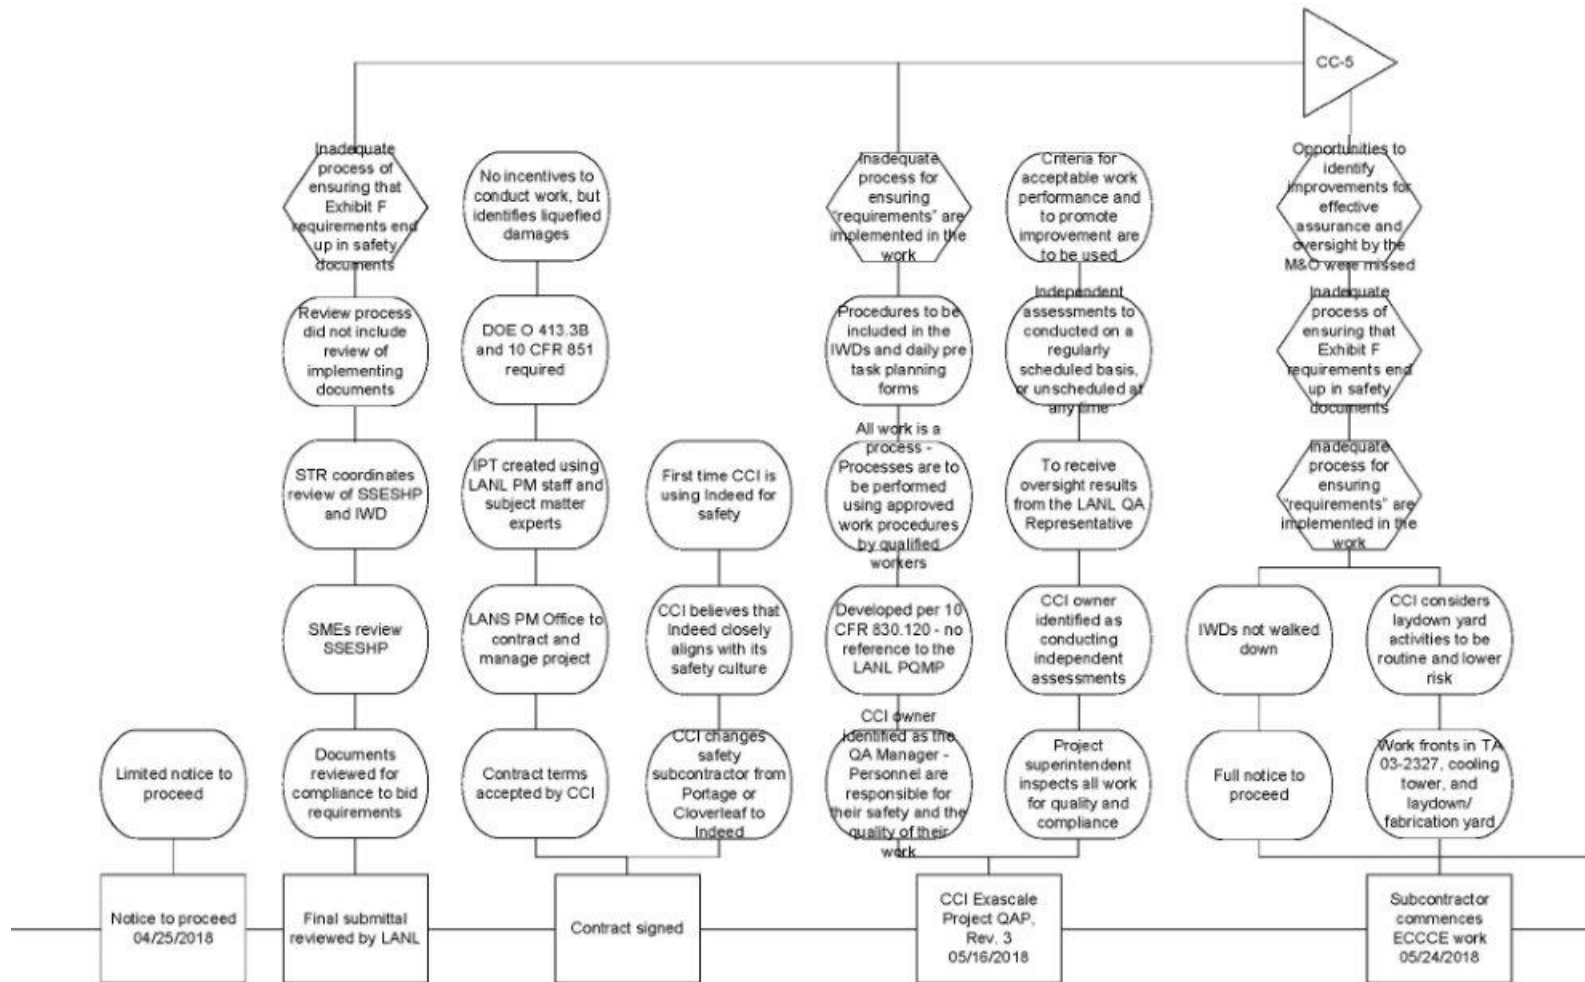 CC-5
Inadequate
process of
ensuring that
Exhibit F
requirements end
up in safety
documents
No incentives to
conduct work, but
identifies liquefied
damages
Inadequate
process for
ensuring
"requirements" are
implemented in the
work
Criteria for
acceptable work
performance and
to promote
improvement are
to be used
Opportunities to
identify
improvements for
effective
assurance and
oversight by the
M&O were missed
Review process
did not include
review of
implementing
documents
DOE O 413.3B
and 10 CFR 851
required
Procedures to be
included in the
IWDs and daily pre
task planning
forms
Independent
assessments to
conducted on a
regularly
scheduled basis,
or unscheduled at
any time
Inadequate
process of
ensuring that
Exhibit F
requirements end
up in safety
documents
STR coordinates
review of SSESHP
and IWD
IPT created using
LANL PM staff and
subject matter
experts
First time CCI is
using Indeed for
safety
All work is a
process -
Processes are to
be performed
using approved
work procedures
by qualified
workers
To receive
oversight results
from the LANL QA
Representative
Inadequate
process for
ensuring
"requirements" are
implemented in the
work
SMEs review
SSESHP
LANS PM Office to
contract and
manage project
CCI believes that
Indeed closely
aligns with its
safety culture
Developed per 10
CFR 830.120 - no
reference to the
LANL PQMP
CCI owner
identified as
conducting
independent
assessments
IWDs not walked
down
CCI considers
laydown yard
activities to be
routine and lower
risk
Limited notice to
proceed
Documents
reviewed for
compliance to bid
requirements
Contract terms
accepted by CCI
CCI changes
safety
subcontractor from
Portage or
Cloverleaf to
Indeed
CCI owner
identified as the
QA Manager -
Personnel are
responsible for
their safety and the
quality of their
work
Project
superintendent
inspects all work
for quality and
compliance
Full notice to
proceed
Work fronts in TA
03-2327, cooling
tower, and
laydown/
fabrication yard
Notice to proceed
04/25/2018
Final submittal
reviewed by LANL
Contract signed
CCI Exascale
Project QAP,
Rev. 3
05/16/2018
Subcontractor
commences
ECCCE work
05/24/2018